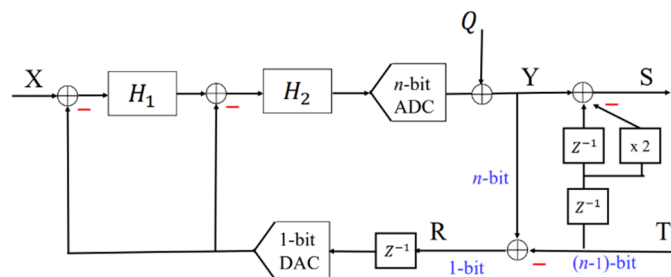 Q
X
H₁
H₂
n-bit
ADC
Y
S
Z⁻¹
x 2
n-bit
Z⁻¹
1-bit
DAC
Z⁻¹
R
1-bit
(n-1)-bit
T